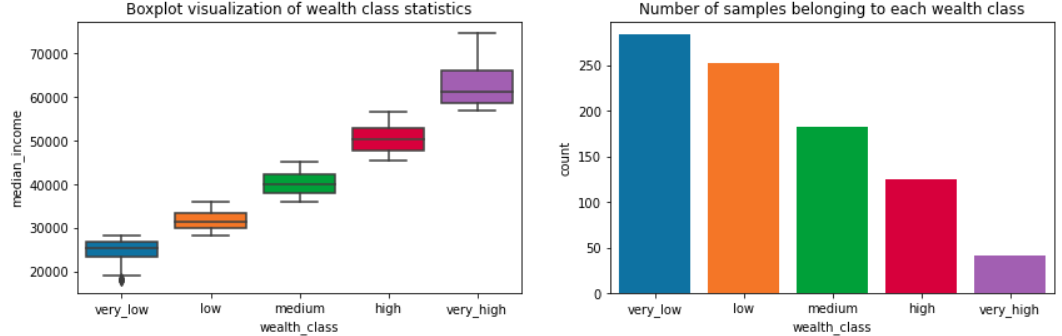 Boxplot visualization of wealth class statistics
70000
60000
50000
40000
30000
20000
median_income
very_low low medium high very_high
wealth_class
Number of samples belonging to each wealth class
250
200
150
100
50
0
count
very_low low medium high very_high
wealth_class